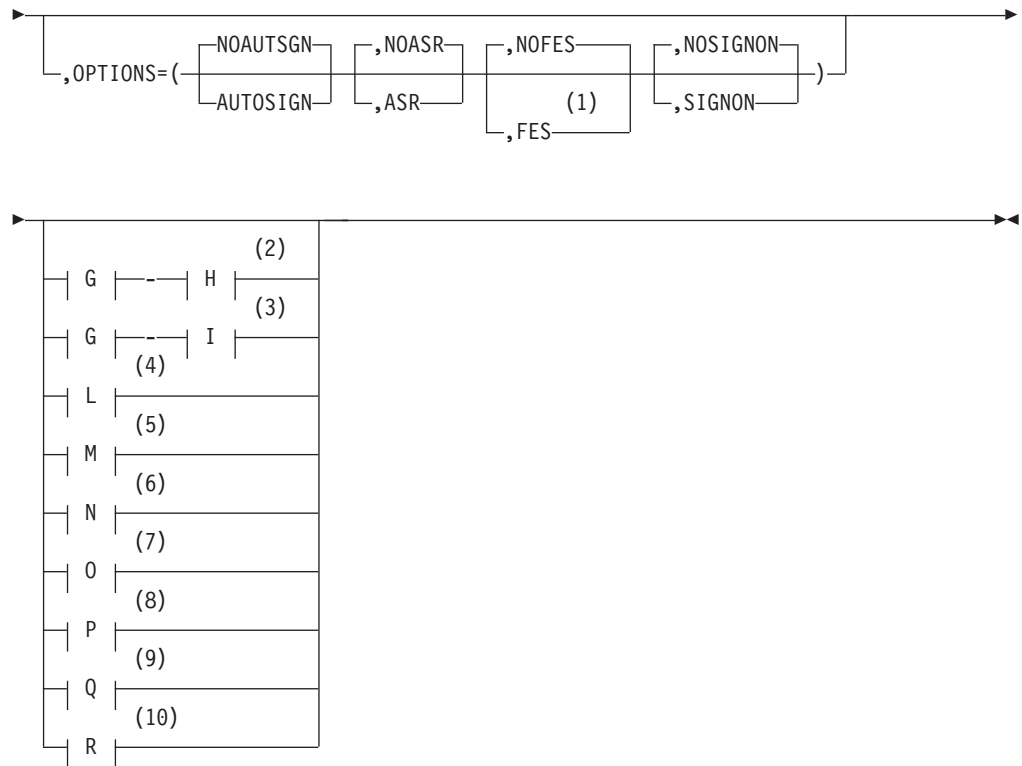 NOAUTSGN ,NOASR ,NOFES ,NOSIGNON
,OPTIONS=( )
AUTOSIGN ,ASR (1) ,SIGNON
,FES
(2)
G - H
(3)
G - I
(4)
L
(5)
M
(6)
N
(7)
O
(8)
P
(9)
Q
(10)
R